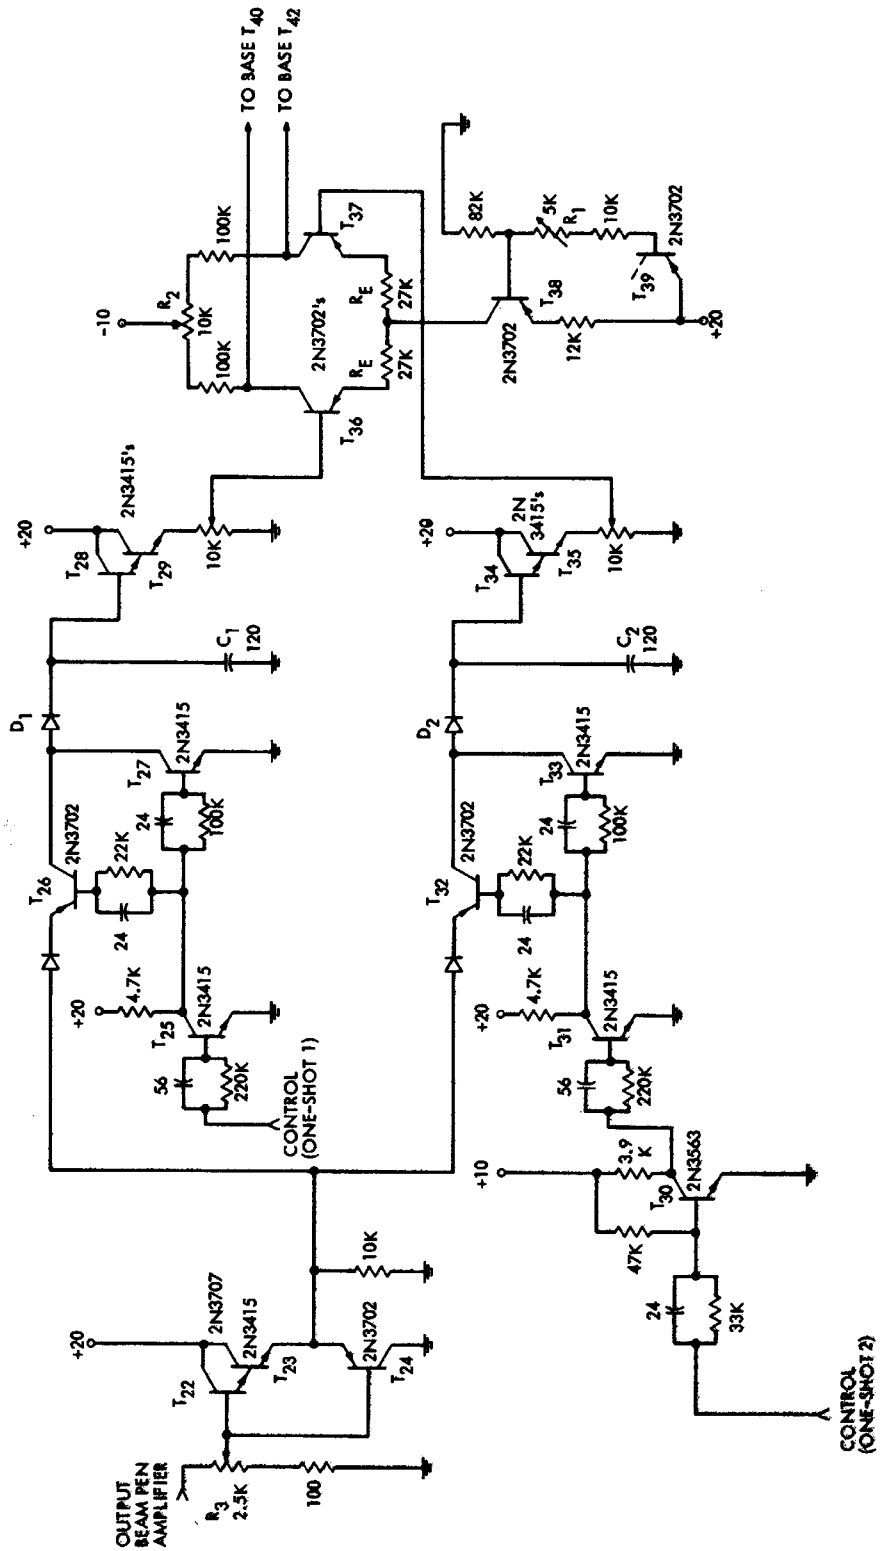 OUTPUT
BEAM PEN
AMPLIFIER
R3
2.5K
100
+20
T22
2N3707
2N3415
T23
2N3702
T24
10K
CONTROL
(ONE-SHOT 1)
56
220K
+20
4.7K
T25
2N3415
24
22K
T26
2N3702
24
100K
T27
2N3415
D1
C1
120
+20
T28
T29
2N3415's
10K
CONTROL
(ONE-SHOT 2)
24
33K
47K
+10
3.9
K
T30
2N3563
56
220K
+20
4.7K
T31
2N3415
24
22K
T32
2N3702
24
100K
T33
2N3415
D2
C2
120
+20
T34
T35
2N
3415's
10K
-10
R2
10K
100K
100K
T36
T37
2N3702's
RE
27K
RE
27K
TO BASE T40
TO BASE T42
82K
5K
R1
10K
2N3702
T38
12K
T39
2N3702
+20